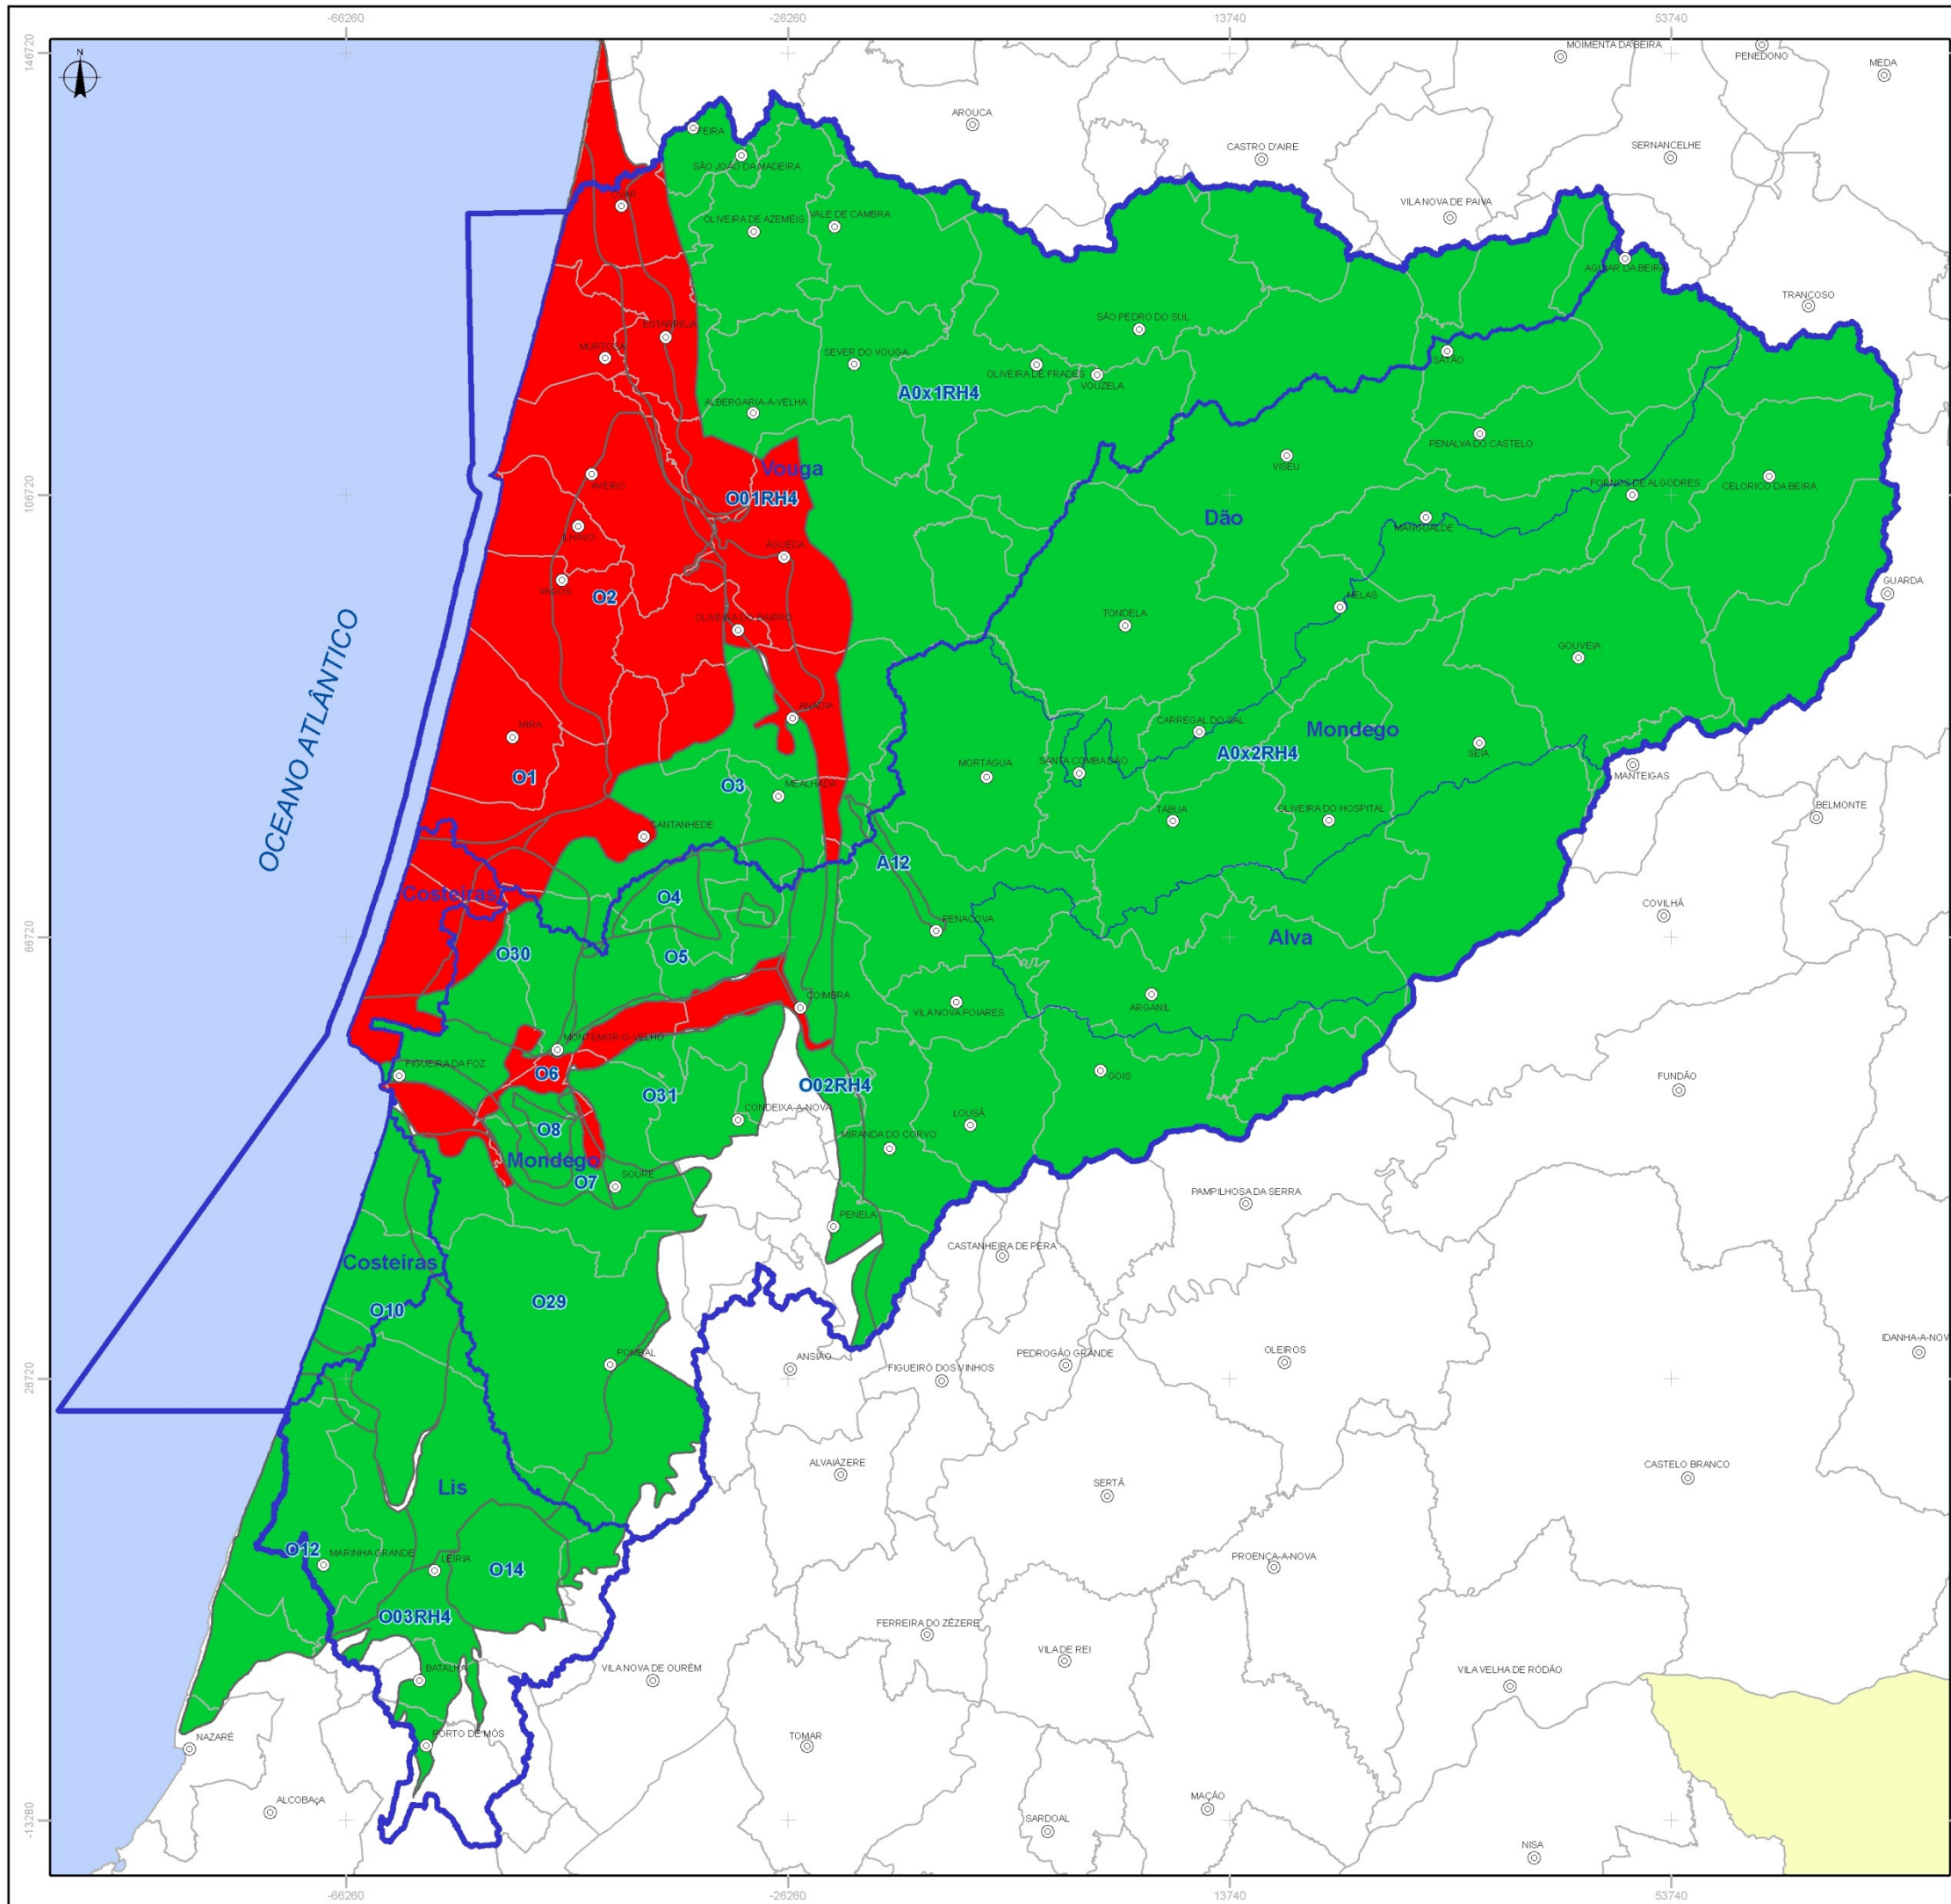 -66260
-26260
13740
53740
146720
N
MOIMENTA DA BEIRA
PENEDONO
MEDA
AROUCA
FEIRA
SÃO JOÃO DA MADEIRA
CASTRO D'AIRE
SERNANCELHE
OVAR
OLIVEIRA DE AZEMÉIS
VALE DE CAMBRA
VILA NOVA DE PAIVA
AGUIAR DA BEIRA
TRANCOSO
ESTARREJA
MURTOSA
SÃO PEDRO DO SUL
SEVER DO VOUGA
OLIVEIRA DE FRADES
VOUZELA
SATÃO
A0x1RH4
ALBERGARIA-A-VELHA
PENALVA DO CASTELO
VISEU
Vouga
106720
AVEIRO
O01RH4
Dão
FORNOS DE ALGODRES
CELORICO DA BEIRA
MANGUALDE
ILHAVO
ÁGUEDA
VAGOS
O2
GUARDA
NELAS
OLIVEIRA DO BAIRRO
TONDELA
GOUVEIA
OCEANO ATLÂNTICO
MIRA
ANADIA
CARREGAL DO SAL
Mondego
A0x2RH4
SEIA
O1
O3
MORTÁGUA
SANTA COMBA DÃO
MANTEIGAS
MEALHADA
TÁBUA
OLIVEIRA DO HOSPITAL
BELMONTE
CANTANHEDE
A12
Costeiras
O4
PENACOVA
COVILHÃ
66720
O30
O5
Alva
COIMBRA
VILA NOVA POIARES
ARGANIL
MONTEMOR-O-VELHO
FIGUEIRA DA FOZ
O6
O02RH4
GÓIS
FUNDÃO
O31
CONDEIXA-A-NOVA
LOUSÃ
O8
MIRANDA DO CORVO
Mondego
O7
SOURE
PAMPILHOSA DA SERRA
PENELA
CASTANHEIRA DE PERA
Costeiras
O10
O29
26720
POMBAL
ANSIÃO
FIGUEIRÓ DOS VINHOS
PEDROGÃO GRANDE
OLEIROS
IDANHA-A-NOV
ALVAIÁZERE
SERTÃ
CASTELO BRANCO
Lis
O12
MARINHA GRANDE
LEIRIA
O14
PROENÇA-A-NOVA
O03RH4
FERREIRA DO ZÊZERE
VILA DE REI
BATALHA
VILA NOVA DE OURÉM
VILA VELHA DE RÓDÃO
NAZARÉ
PORTO DE MÓS
TOMAR
ALCOBAçA
MAÇÃO
-13280
SARDOAL
NISA
-66260
-26260
13740
53740